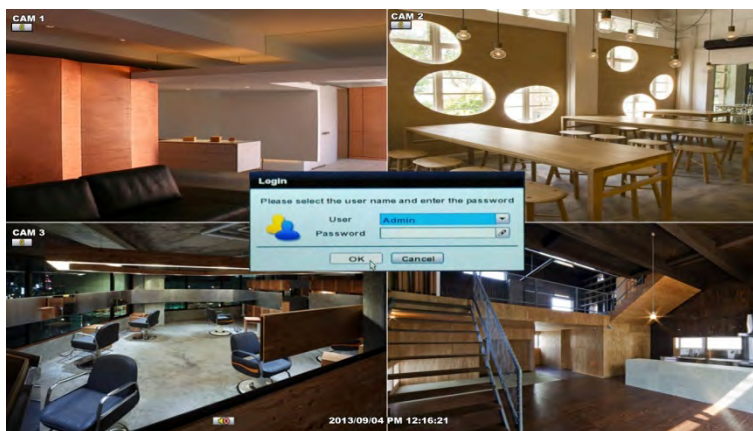 CAM 1
CAM 2
Login
Please select the user name and enter the password
User
Admin
Password
OK
Cancel
CAM 3
2013/09/04 PM 12:16:21